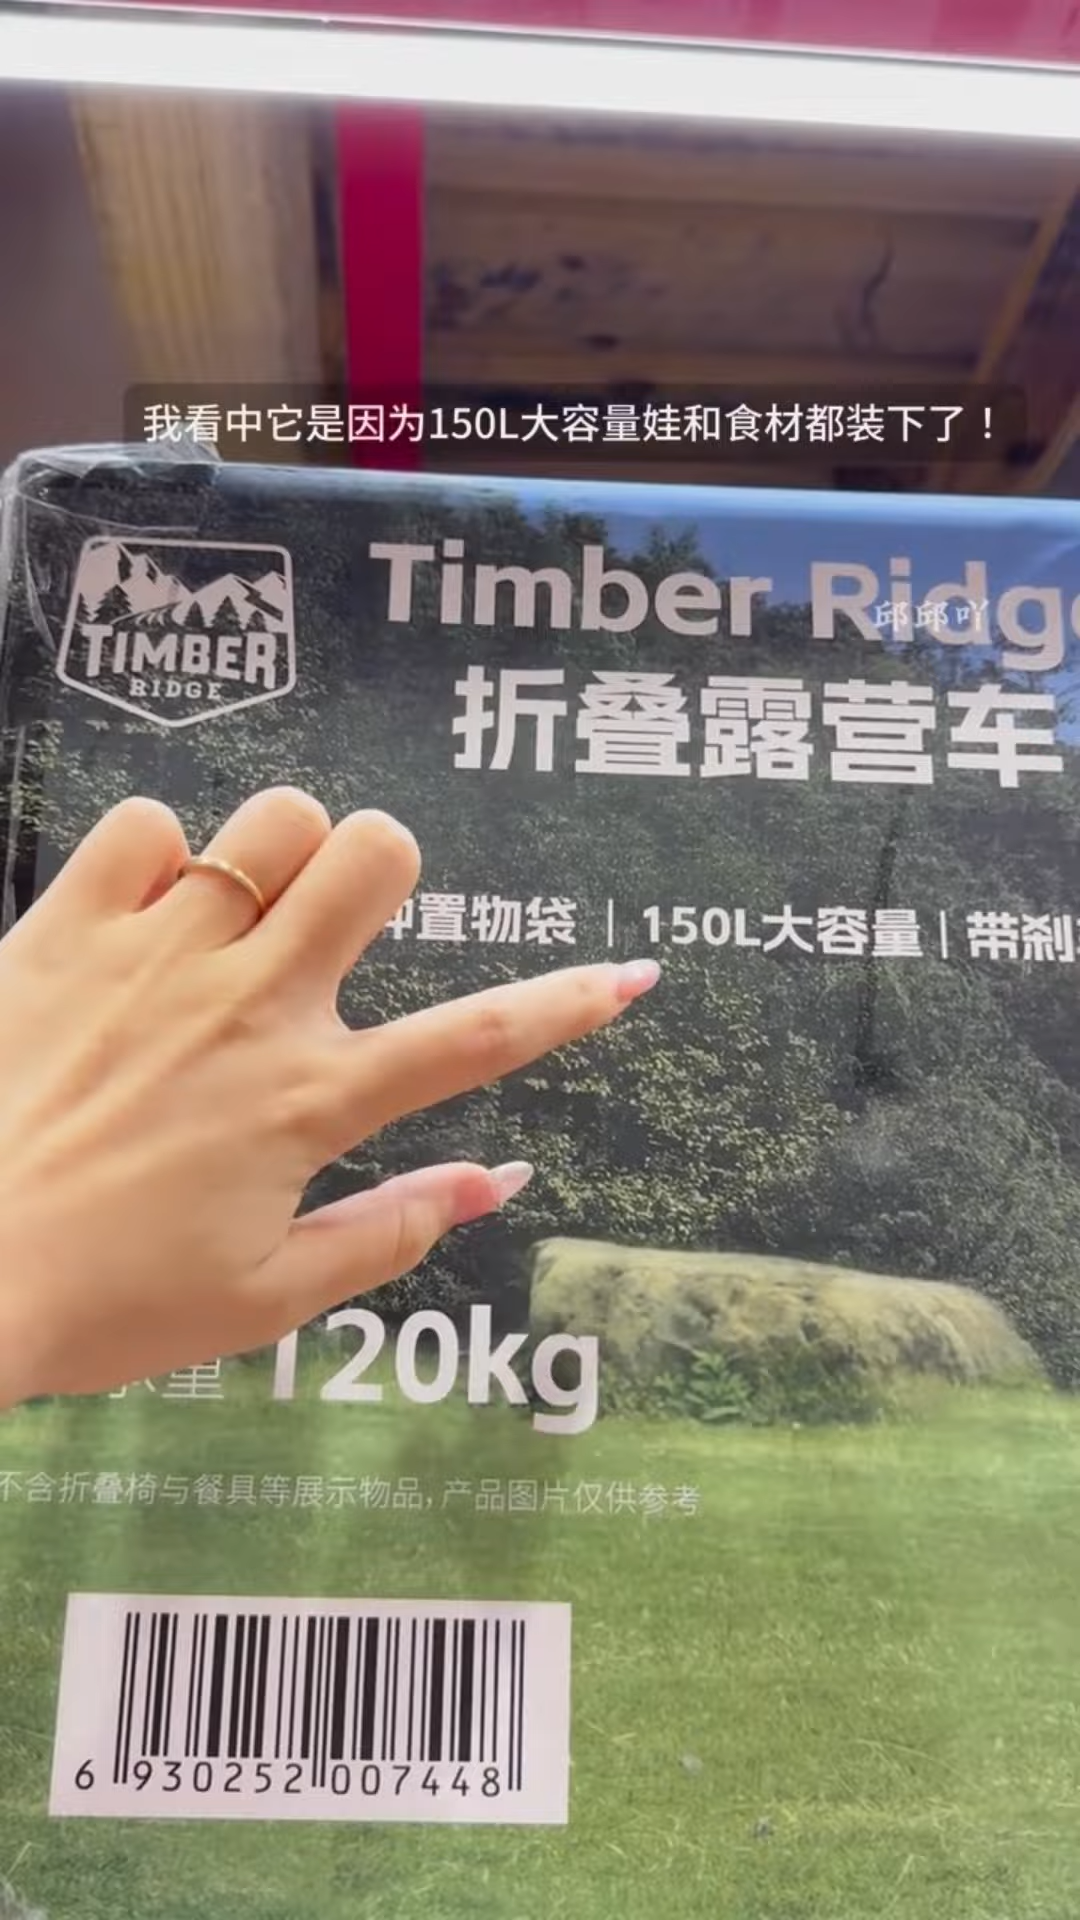 我看中它是因为150L大容量娃和食材都装下了！
TIMBER
RIDGE
Timber Ridge
邱邱吖
折叠露营车
置物袋｜150L大容量｜带刹
重 120kg
不含折叠椅与餐具等展示物品，产品图片仅供参考
6 930252 007448